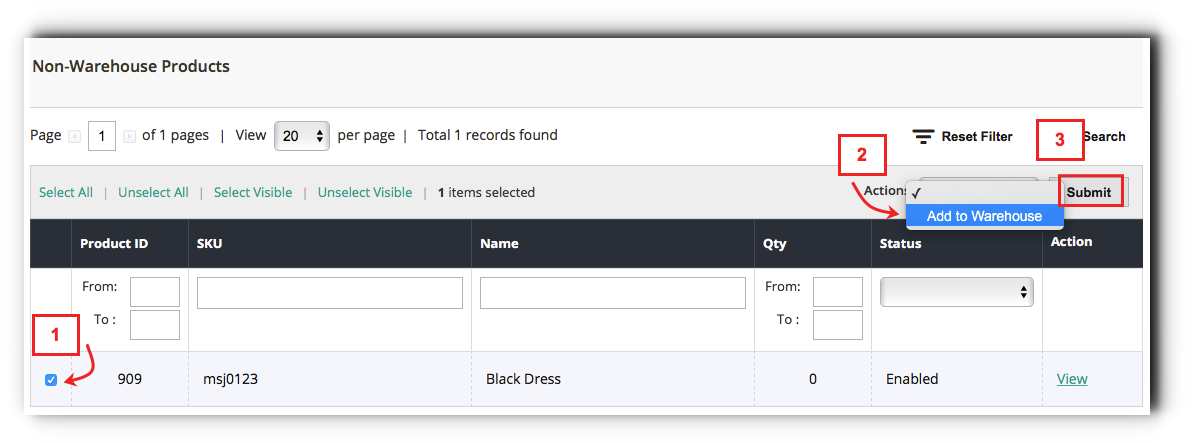 Non-Warehouse Products
Page 1 of 1 pages | View 20 per page | Total 1 records found Reset Filter Search
2 3
Select All | Unselect All | Select Visible | Unselect Visible | 1 items selected Actions ✓ Submit
Add to Warehouse
Product ID SKU Name Qty Status Action
From: From:
To : To :
1
909 msj0123 Black Dress 0 Enabled View